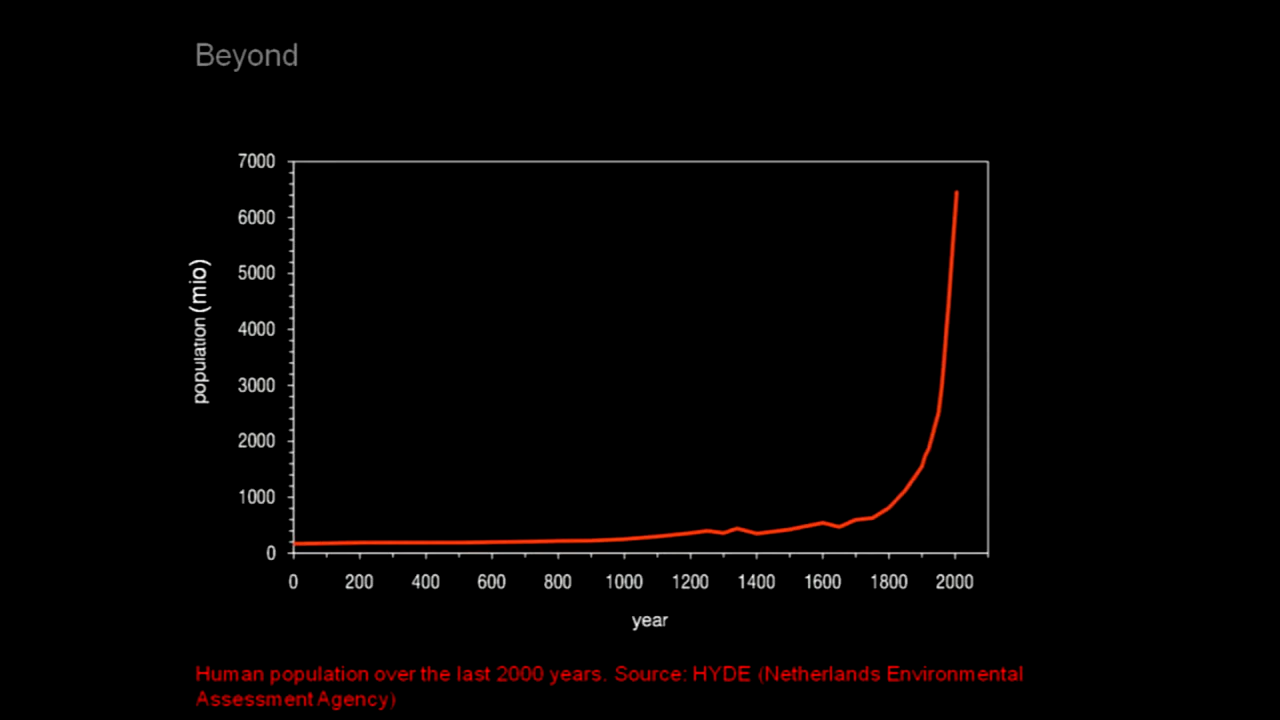 Beyond
7000
6000
5000
4000
3000
2000
1000
0
population (mio)
0 200 400 600 800 1000 1200 1400 1600 1800 2000
year
Human population over the last 2000 years. Source: HYDE (Netherlands Environmental
Assessment Agency)